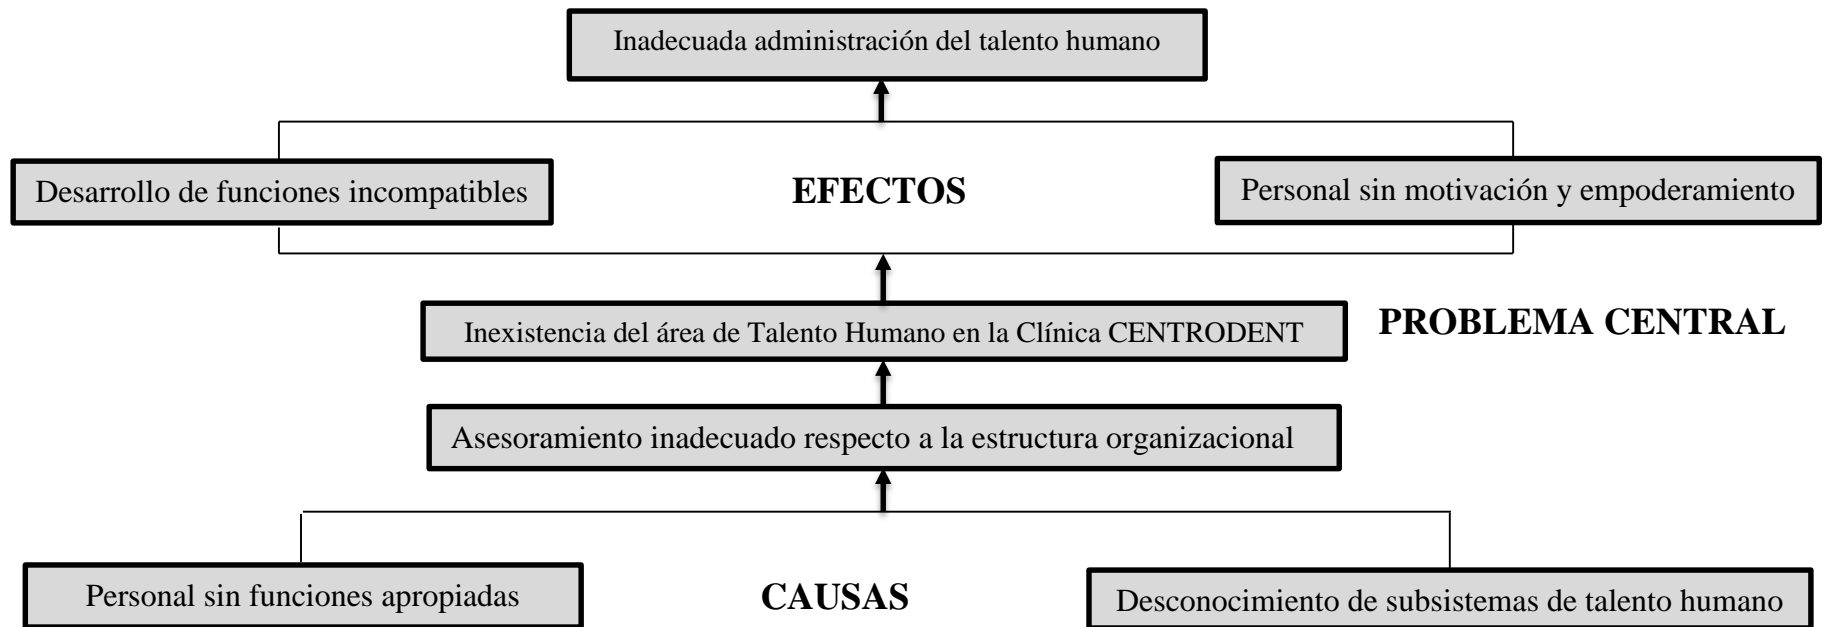 Inadecuada administración del talento humano
Desarrollo de funciones incompatibles
EFECTOS
Personal sin motivación y empoderamiento
Inexistencia del área de Talento Humano en la Clínica CENTRODENT
PROBLEMA CENTRAL
Asesoramiento inadecuado respecto a la estructura organizacional
Personal sin funciones apropiadas
CAUSAS
Desconocimiento de subsistemas de talento humano